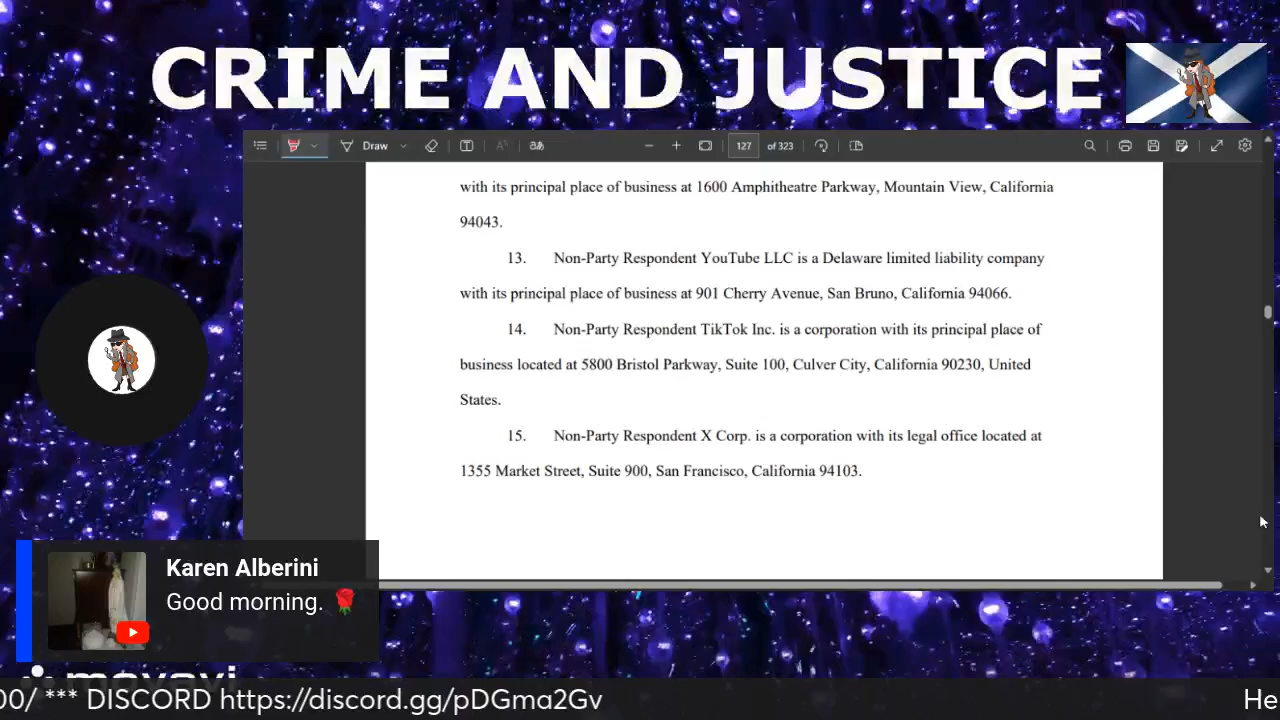 CRIME AND JUSTICE
Draw
127 of 323
with its principal place of business at 1600 Amphitheatre Parkway, Mountain View, California
94043.
13. Non-Party Respondent YouTube LLC is a Delaware limited liability company
with its principal place of business at 901 Cherry Avenue, San Bruno, California 94066.
14. Non-Party Respondent TikTok Inc. is a corporation with its principal place of
business located at 5800 Bristol Parkway, Suite 100, Culver City, California 90230, United
States.
15. Non-Party Respondent X Corp. is a corporation with its legal office located at
1355 Market Street, Suite 900, San Francisco, California 94103.
Karen Alberini
Good morning. 🌹
movavi
00/ *** DISCORD https://discord.gg/pDGma2Gv
He